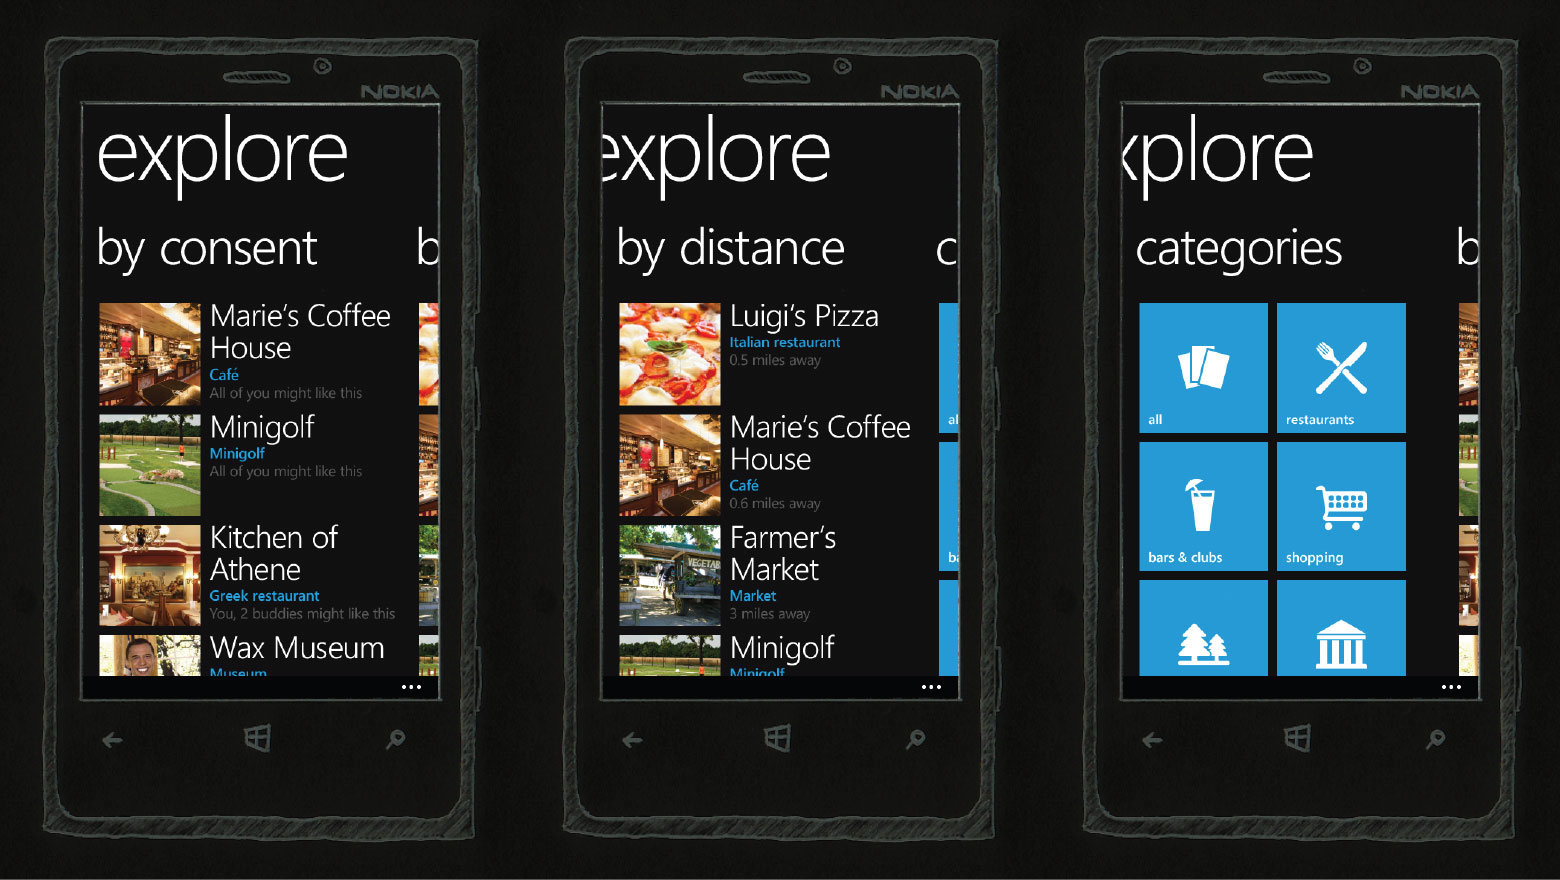 NOKIA
explore
by consent
b
Marie's Coffee
House
Café
All of you might like this
Minigolf
Minigolf
All of you might like this
Kitchen of
Athene
Greek restaurant
You, 2 buddies might like this
Wax Museum
Museum
NOKIA
explore
by distance
c
Luigi's Pizza
Italian restaurant
0.5 miles away
al
Marie's Coffee
House
Café
0.6 miles away
ba
VEGETAB
Farmer's
Market
Market
3 miles away
Minigolf
Minigolf
NOKIA
xplore
categories
b
all
restaurants
bars & clubs
shopping